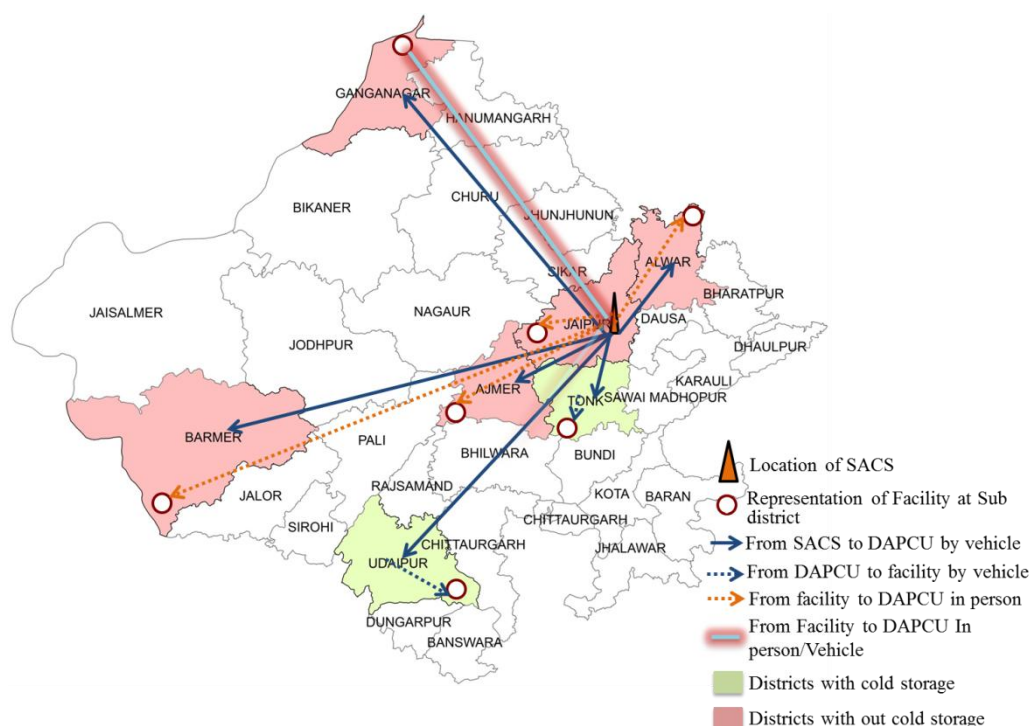 GANGANAGAR
HANUMANGARH
CHURU
BIKANER
JHUNJHUNUN
SIKAR
ALWAR
BHARATPUR
JAISALMER
NAGAUR
JAIPUR
DAUSA
JODHPUR
DHAULPUR
KARAULI
AJMER
TONK
SAWAI MADHOPUR
BARMER
PALI
BHILWARA
BUNDI
JALOR
RAJSAMAND
KOTA
BARAN
SIROHI
CHITTAURGARH
CHITTAURGARH
JHALAWAR
UDAIPUR
DUNGARPUR
BANSWARA
Location of SACS
Representation of Facility at Sub
district
From SACS to DAPCU by vehicle
From DAPCU to facility by vehicle
From facility to DAPCU in person
From Facility to DAPCU In
person/Vehicle
Districts with cold storage
Districts with out cold storage